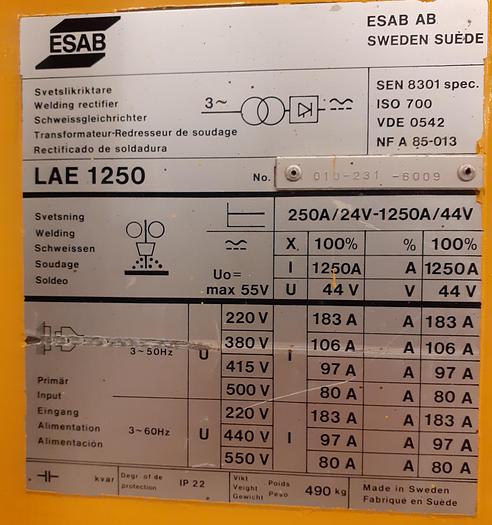 ESAB
ESAB AB
SWEDEN SUÈDE
Svetslikriktare
Welding rectifier
Schweissgleichrichter
Transformateur-Redresseur de soudage
Rectificado de soldadura
3~
SEN 8301 spec.
ISO 700
VDE 0542
NF A 85-013
LAE 1250
No. 010-231 -6009
Svetsning
Welding
Schweissen
Soudage
Soldeo
Uo=
max 55V
250A/24V-1250A/44V
X 100% % 100%
I 1250A A 1250A
U 44 V V 44 V
3~50Hz U I
220 V 183 A A 183 A
380 V 106 A A 106 A
415 V 97 A A 97 A
500 V 80 A A 80 A
Primär
Input
Eingang
Alimentation
Alimentación
3~60Hz U I
220 V 183 A A 183 A
440 V 97 A A 97 A
550 V 80 A A 80 A
kvar
Degr. of de
protection
IP 22
Vikt Poids
Weight Peso
Gewicht
490 kg
Made in Sweden
Fabriqué en Suède